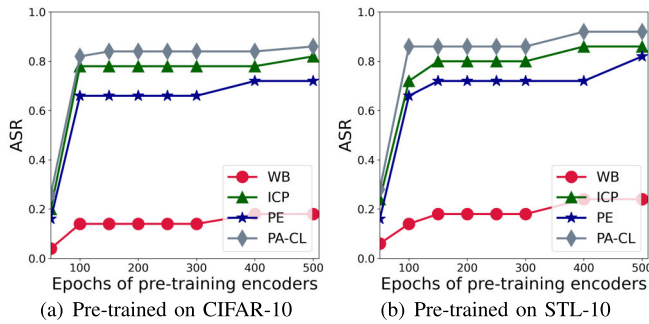 1.0
0.8
0.6
0.4
0.2
0.0
ASR
100 200 300 400 500
Epochs of pre-training encoders
WB
ICP
PE
PA-CL
(a) Pre-trained on CIFAR-10
1.0
0.8
0.6
0.4
0.2
0.0
ASR
100 200 300 400 500
Epochs of pre-training encoders
WB
ICP
PE
PA-CL
(b) Pre-trained on STL-10